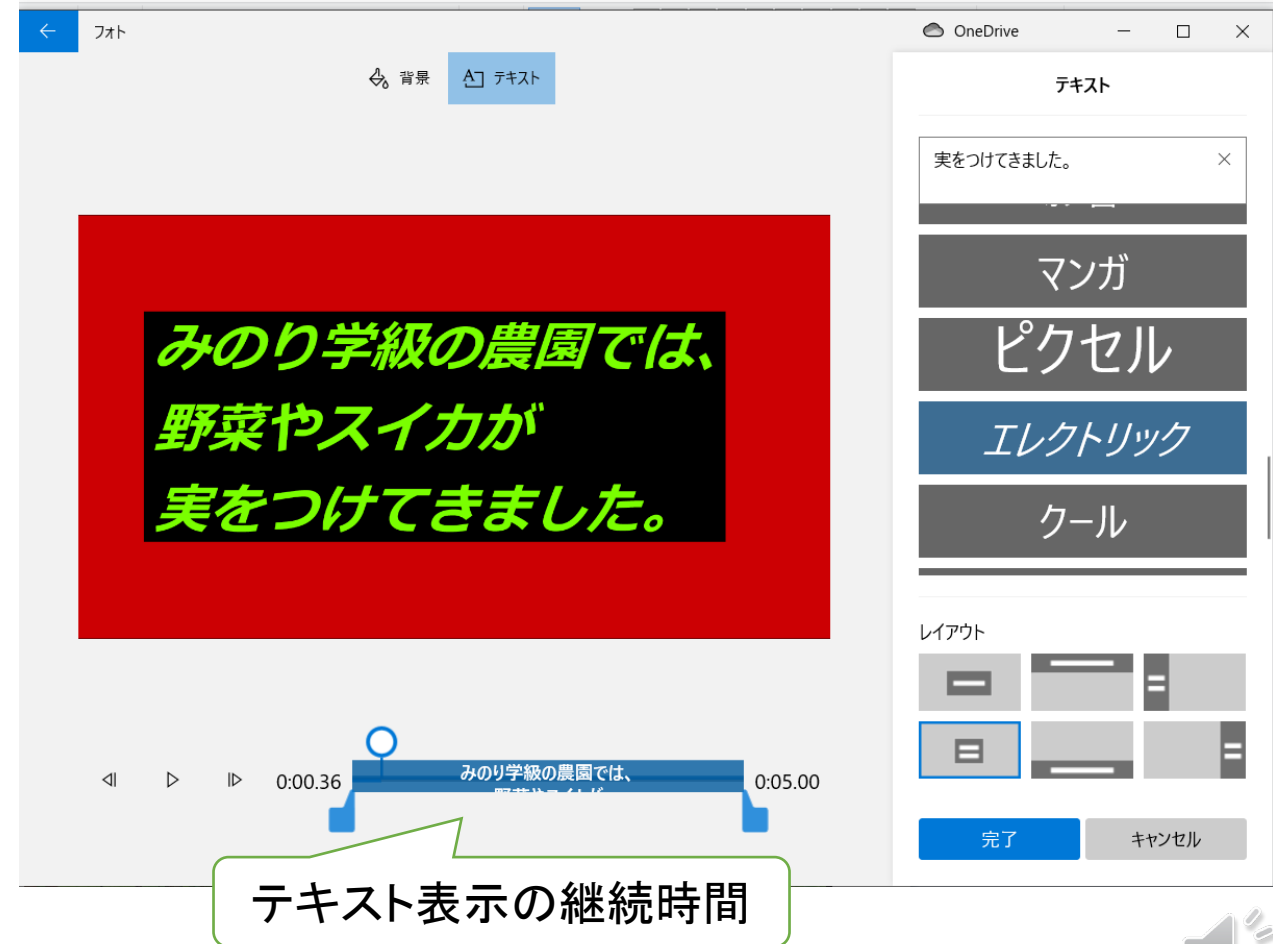 フォト
OneDrive
背景
テキスト
テキスト
実をつけてきました。
マンガ
ピクセル
エレクトリック
クール
みのり学級の農園では、
野菜やスイカが
実をつけてきました。
レイアウト
0:00.36
みのり学級の農園では、
0:05.00
完了
キャンセル
テキスト表示の継続時間